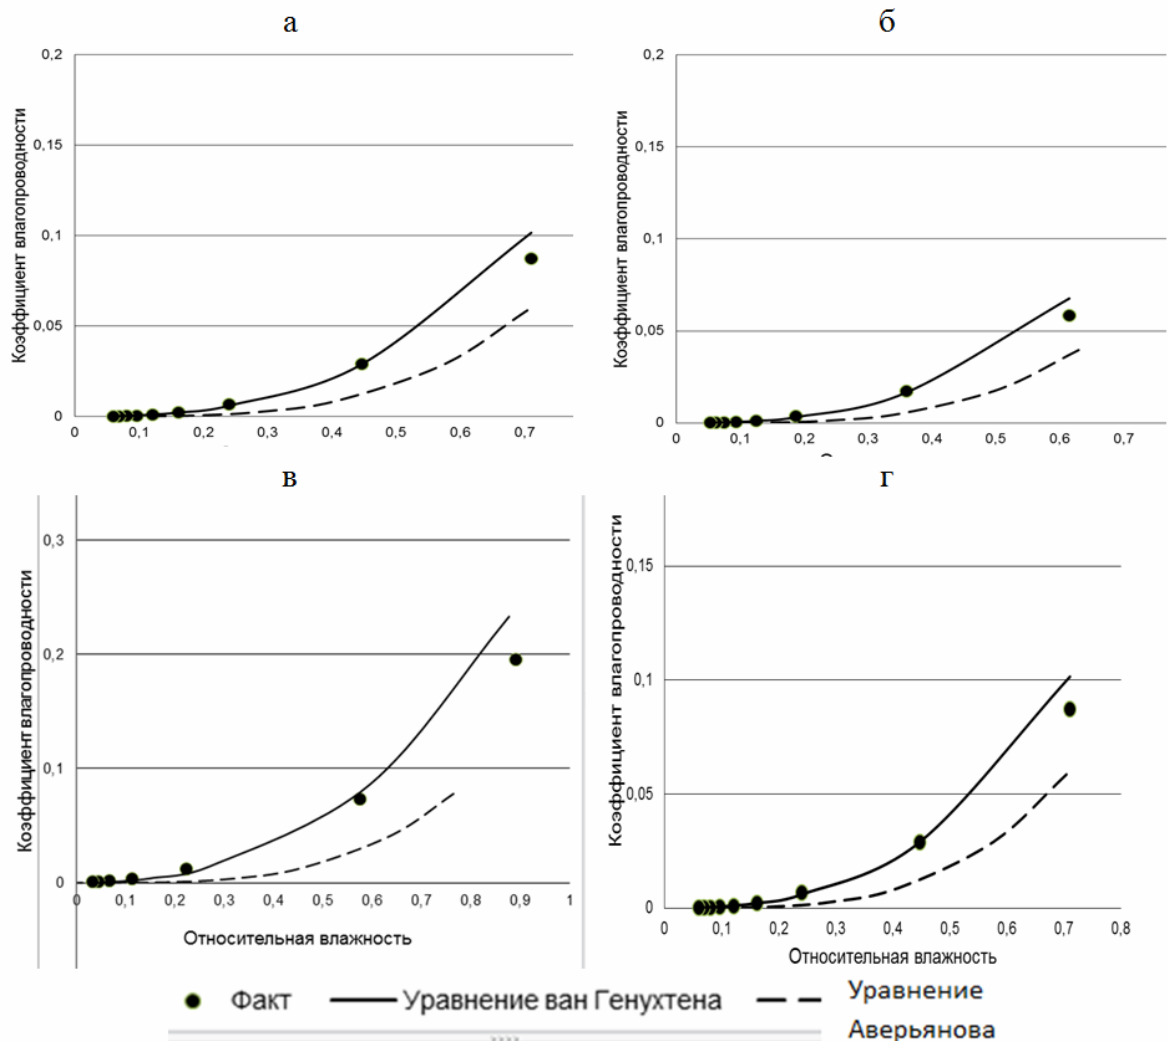 а
Коэффициент влагопроводности
0,2
0,15
0,1
0,05
0
0 0,1 0,2 0,3 0,4 0,5 0,6 0,7
б
Коэффициент влагопроводности
0,2
0,15
0,1
0,05
0
0 0,1 0,2 0,3 0,4 0,5 0,6 0,7
в
Коэффициент влагопроводности
0,3
0,2
0,1
0
0 0,1 0,2 0,3 0,4 0,5 0,6 0,7 0,8 0,9 1
Относительная влажность
г
Коэффициент влагопроводности
0,15
0,1
0,05
0
0 0,1 0,2 0,3 0,4 0,5 0,6 0,7 0,8
Относительная влажность
Факт Уравнение ван Генухтена Уравнение
Аверьянова